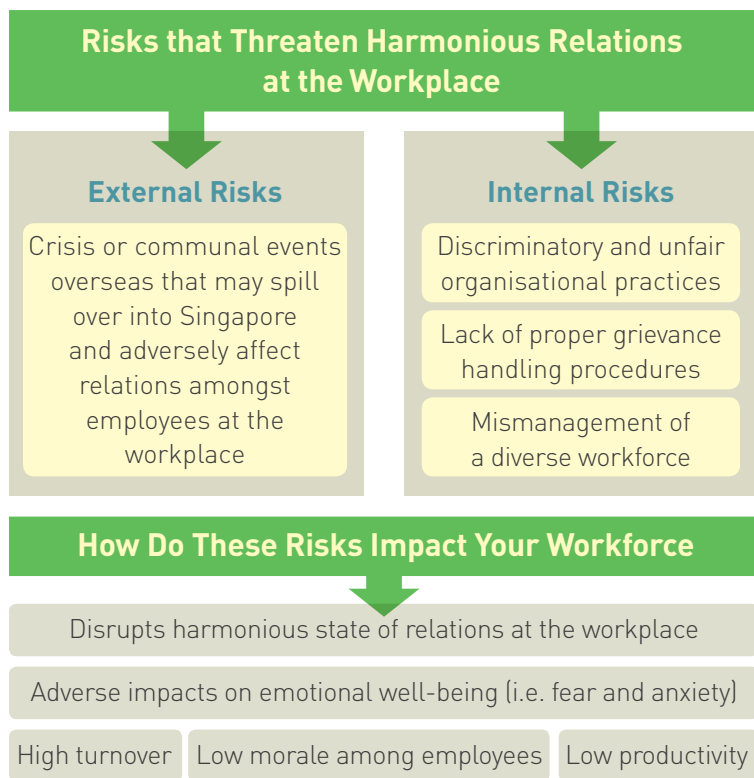 Risks that Threaten Harmonious Relations
at the Workplace
External Risks
Crisis or communal events
overseas that may spill
over into Singapore
and adversely affect
relations amongst
employees at the
workplace
Internal Risks
Discriminatory and unfair
organisational practices
Lack of proper grievance
handling procedures
Mismanagement of
a diverse workforce
How Do These Risks Impact Your Workforce
Disrupts harmonious state of relations at the workplace
Adverse impacts on emotional well-being (i.e. fear and anxiety)
High turnover
Low morale among employees
Low productivity